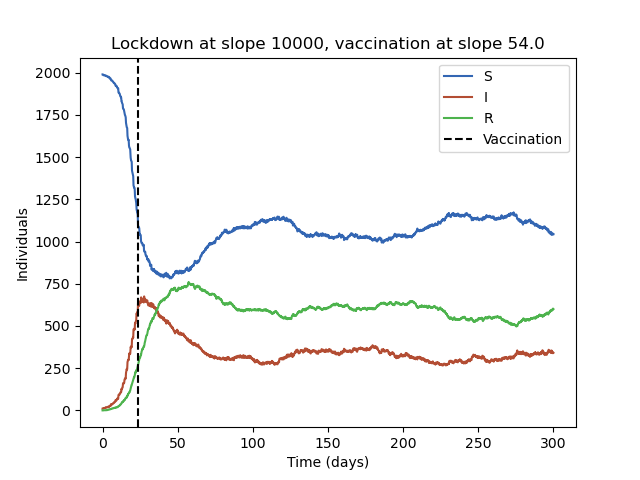 Lockdown at slope 10000, vaccination at slope 54.0
S
I
R
Vaccination
2000
1750
1500
1250
1000
750
500
250
0
Individuals
0 50 100 150 200 250 300
Time (days)